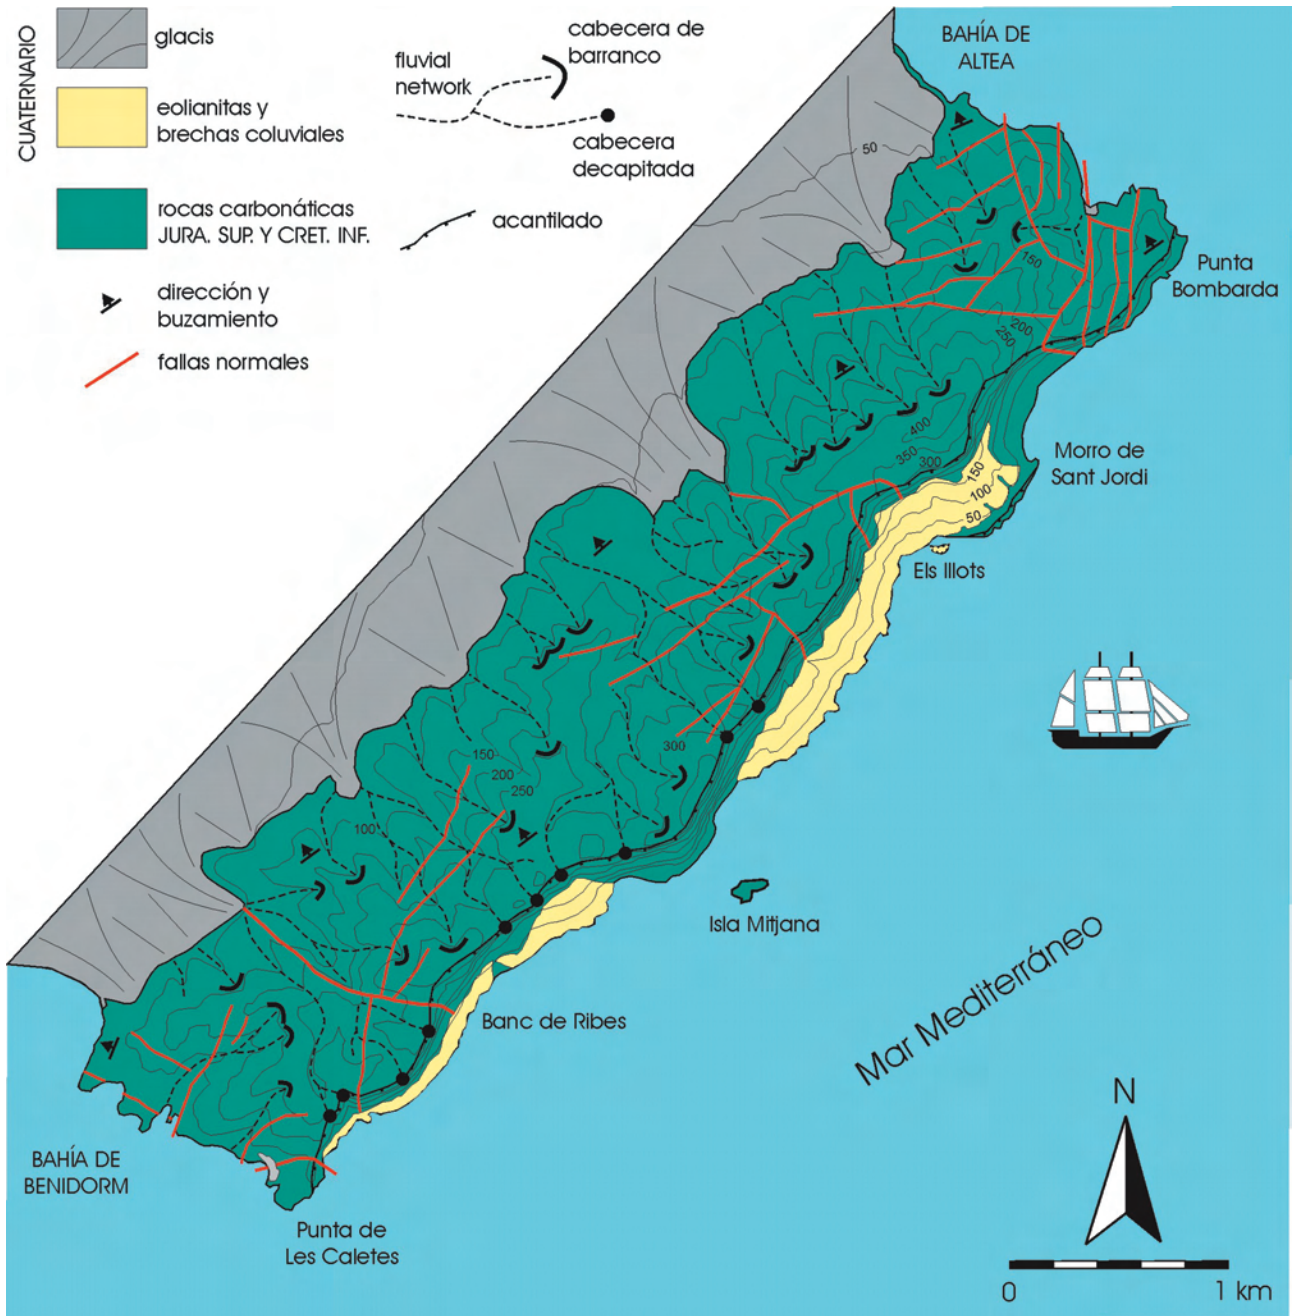 CUATERNARIO
glacis
eolianitas y
brechas coluviales
rocas carbonáticas
JURA. SUP. Y CRET. INF.
dirección y
buzamiento
fallas normales
fluvial
network
cabecera de
barranco
cabecera
decapitada
acantilado
BAHÍA DE
ALTEA
50
150
Punta
Bombarda
200
250
400
350
300
Morro de
Sant Jordi
150
100
50
Els Illots
300
150
200
250
100
Isla Mitjana
Mar Mediterráneo
Banc de Ribes
BAHÍA DE
BENIDORM
Punta de
Les Caletes
N
0
1 km